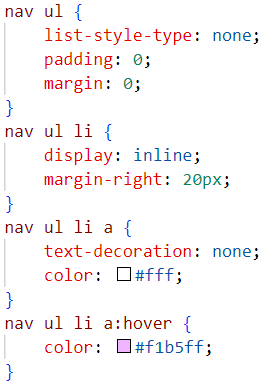 nav ul {
    list-style-type: none;
    padding: 0;
    margin: 0;
}
nav ul li {
    display: inline;
    margin-right: 20px;
}
nav ul li a {
    text-decoration: none;
    color: #fff;
}
nav ul li a:hover {
    color: #f1b5ff;
}